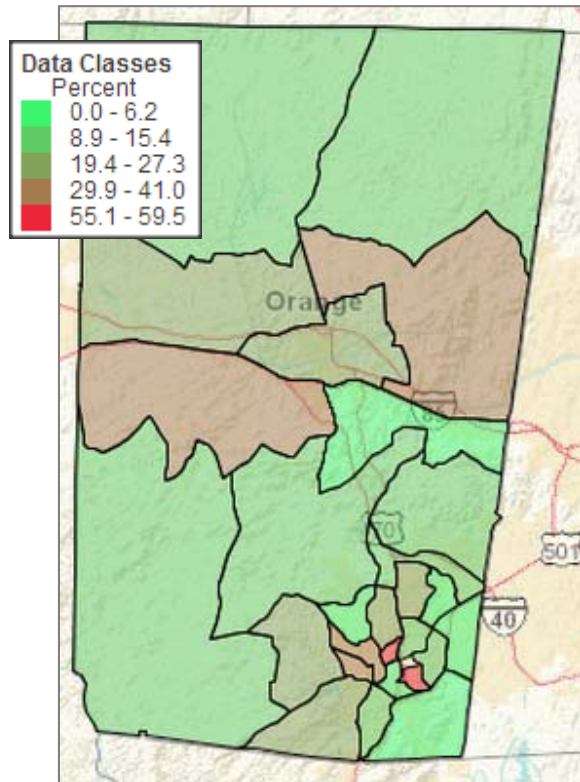 Data Classes
Percent
0.0 - 6.2
8.9 - 15.4
19.4 - 27.3
29.9 - 41.0
55.1 - 59.5
Orange
85
70
501
40